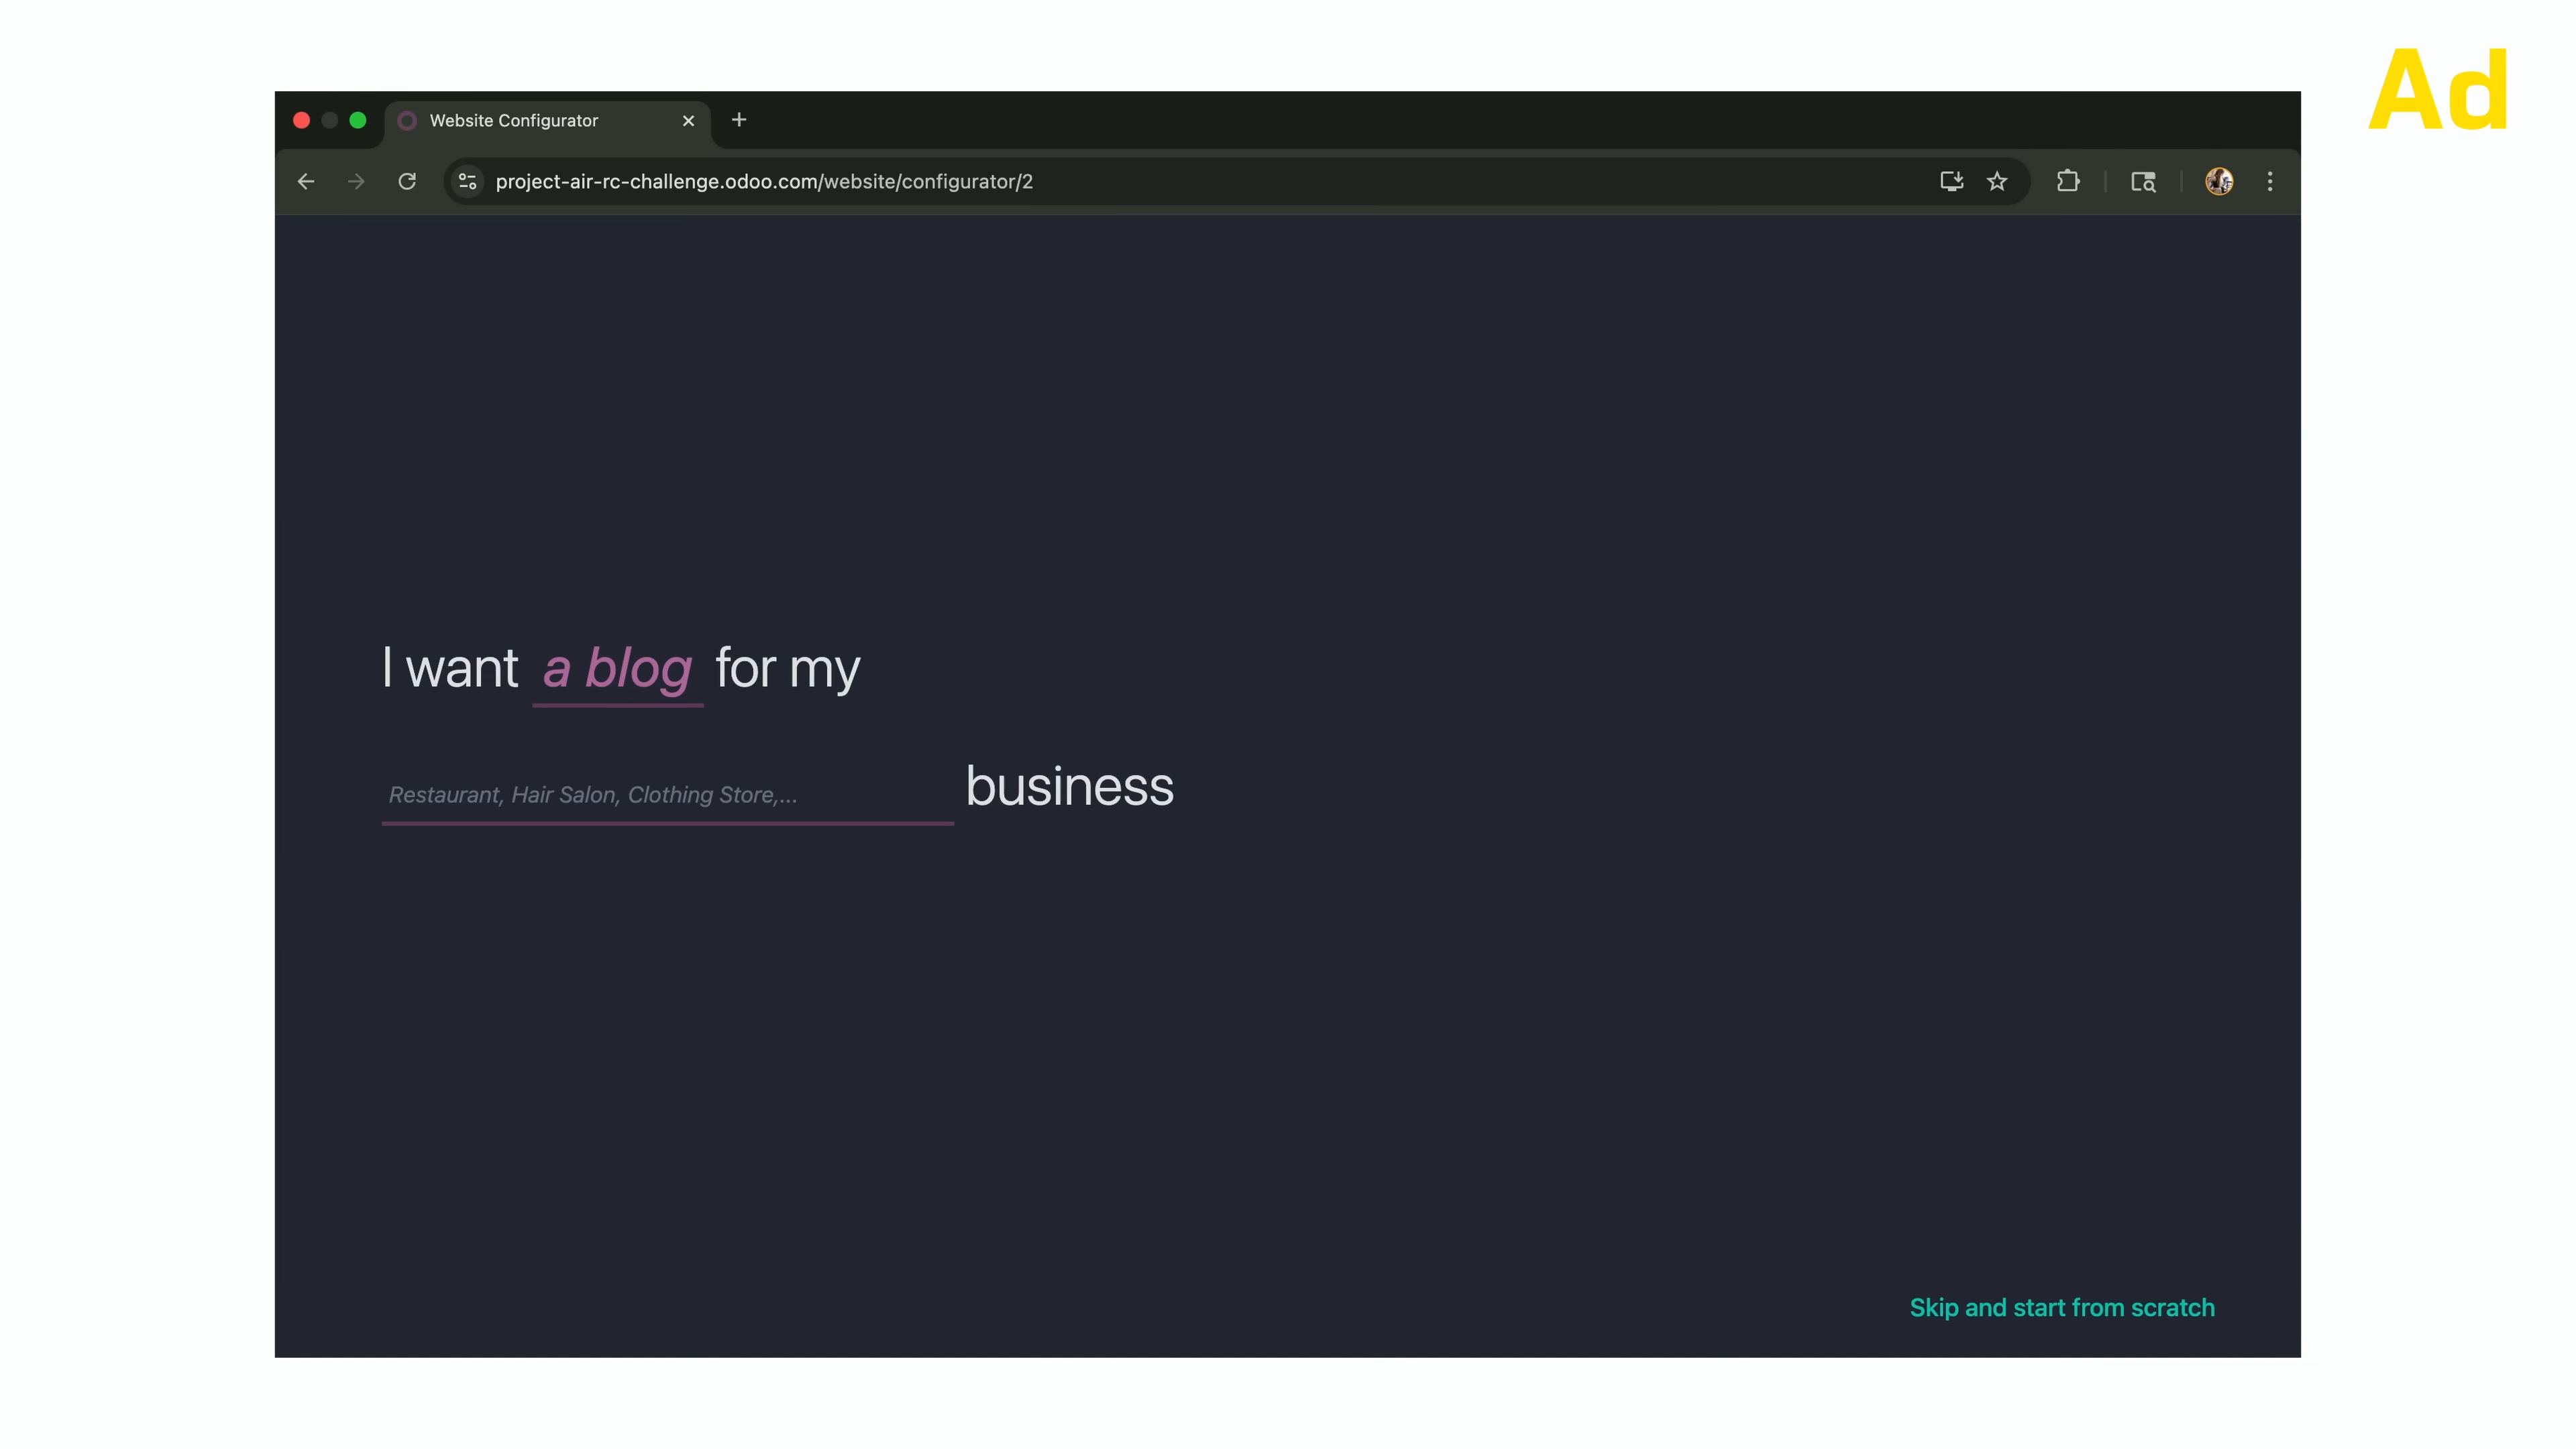 Ad
Website Configurator
project-air-rc-challenge.odoo.com/website/configurator/2
I want a blog for my
Restaurant, Hair Salon, Clothing Store,... business
Skip and start from scratch